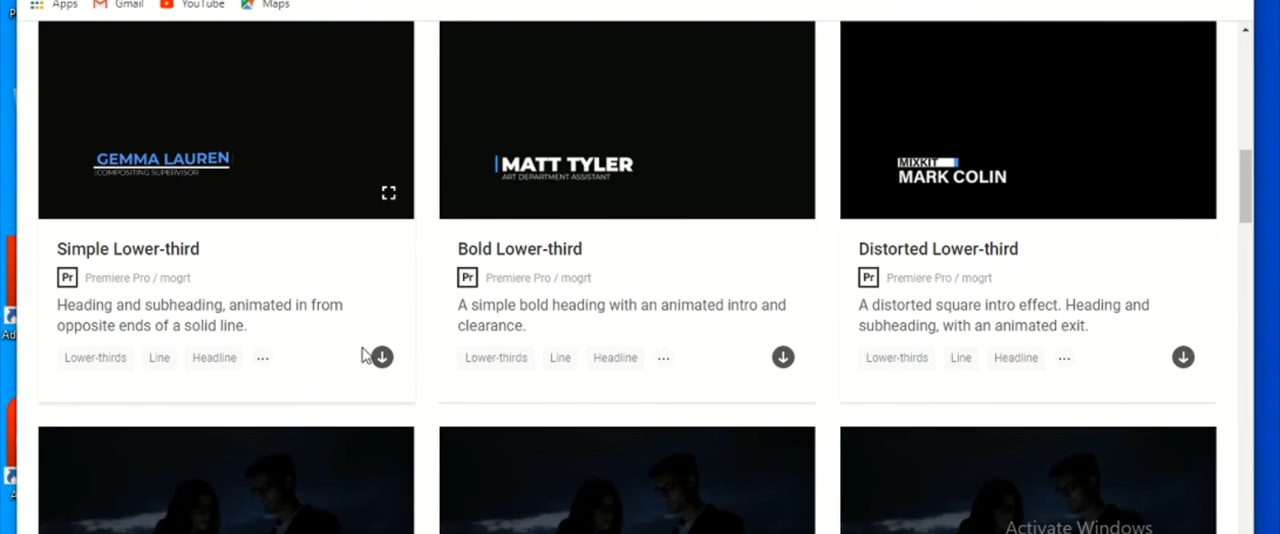 Apps Gmail YouTube Maps
GEMMA LAUREN
COMPOSITING SUPERVISOR
MATT TYLER
ART DEPARTMENT ASSISTANT
MIXKIT
MARK COLIN
Simple Lower-third
Pr Premiere Pro / mogrt
Heading and subheading, animated in from
opposite ends of a solid line.
Lower-thirds Line Headline ...
Bold Lower-third
Pr Premiere Pro / mogrt
A simple bold heading with an animated intro and
clearance.
Lower-thirds Line Headline ...
Distorted Lower-third
Pr Premiere Pro / mogrt
A distorted square intro effect. Heading and
subheading, with an animated exit.
Lower-thirds Line Headline ...
Activate Windows